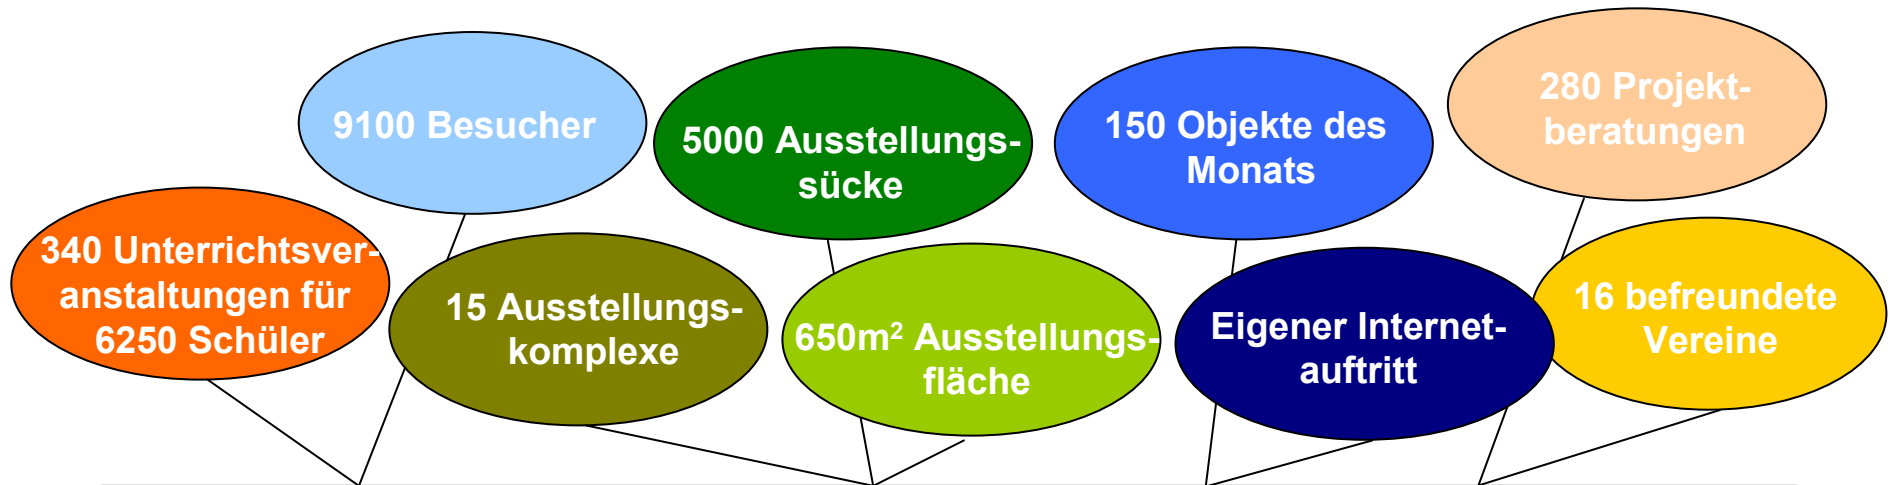 9100 Besucher
5000 Ausstellungs-
sücke
150 Objekte des
Monats
280 Projekt-
beratungen
340 Unterrichtsver-
anstaltungen für
6250 Schüler
15 Ausstellungs-
komplexe
650m² Ausstellungs-
fläche
Eigener Internet-
auftritt
16 befreundete
Vereine